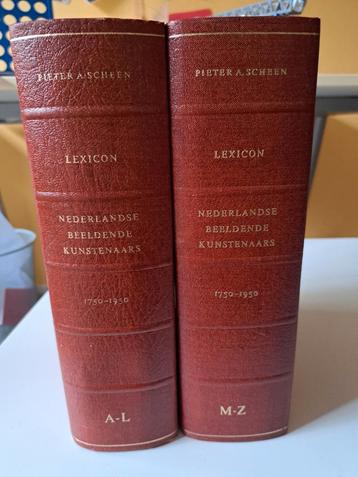 PIETER A. SCHEEN
LEXICON
NEDERLANDSE
BEELDENDE
KUNSTENAARS
1750-1950
A-L
PIETER A. SCHEEN
LEXICON
NEDERLANDSE
BEELDENDE
KUNSTENAARS
1750-1950
M-Z